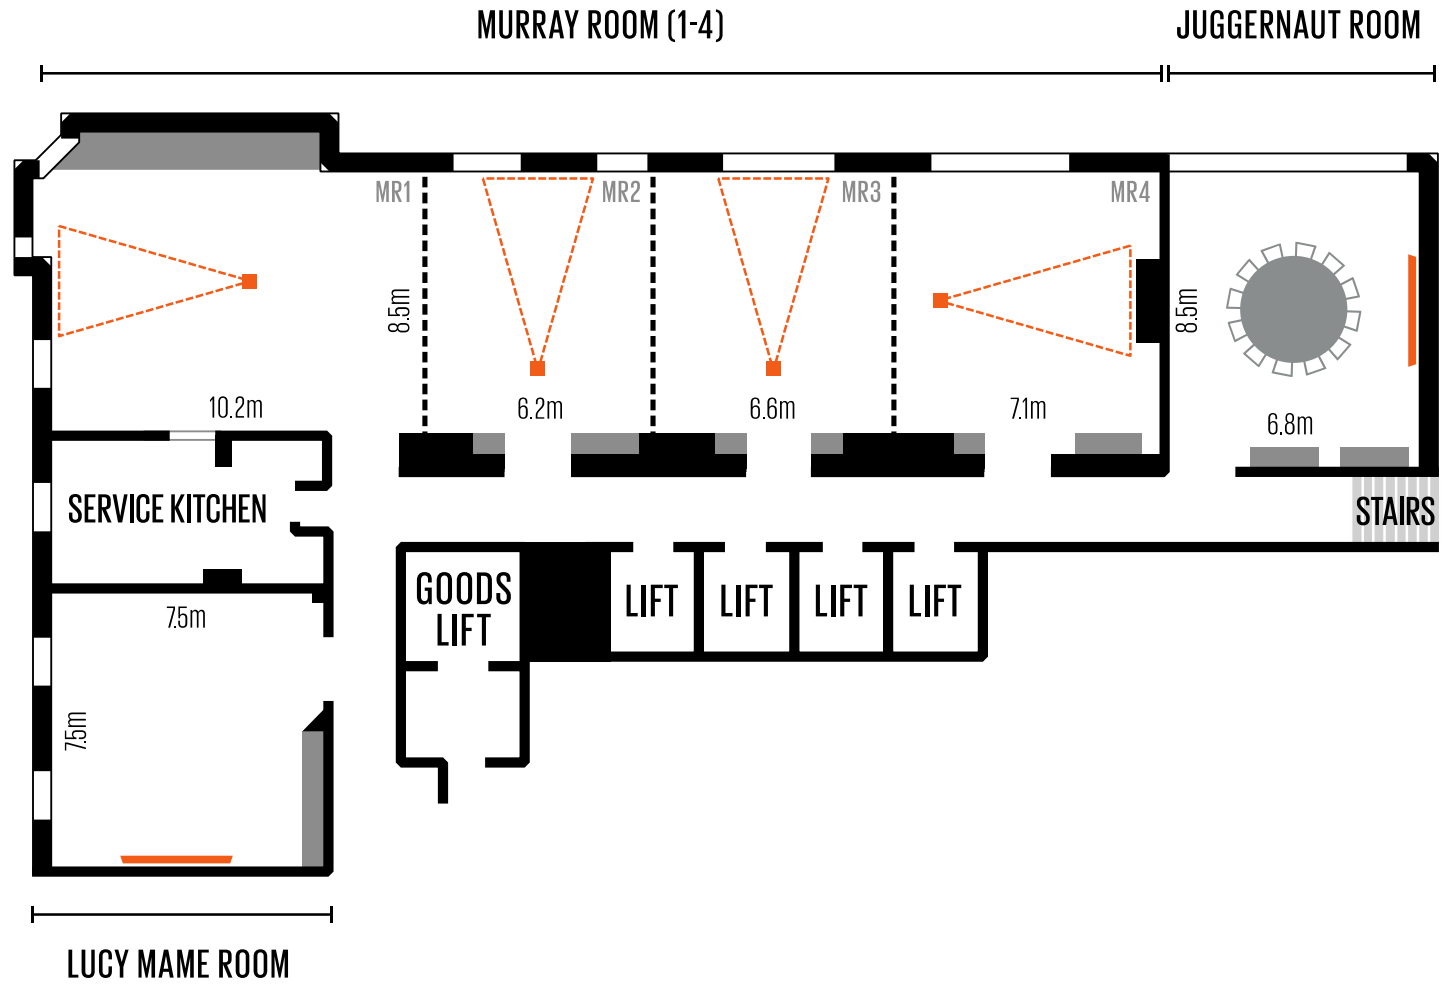 MURRAY ROOM (1-4)
JUGGERNAUT ROOM
MR1
MR2
MR3
MR4
8.5m
8.5m
10.2m
6.2m
6.6m
7.1m
6.8m
SERVICE KITCHEN
STAIRS
GOODS
LIFT
LIFT
LIFT
LIFT
LIFT
7.5m
7.5m
LUCY MAME ROOM